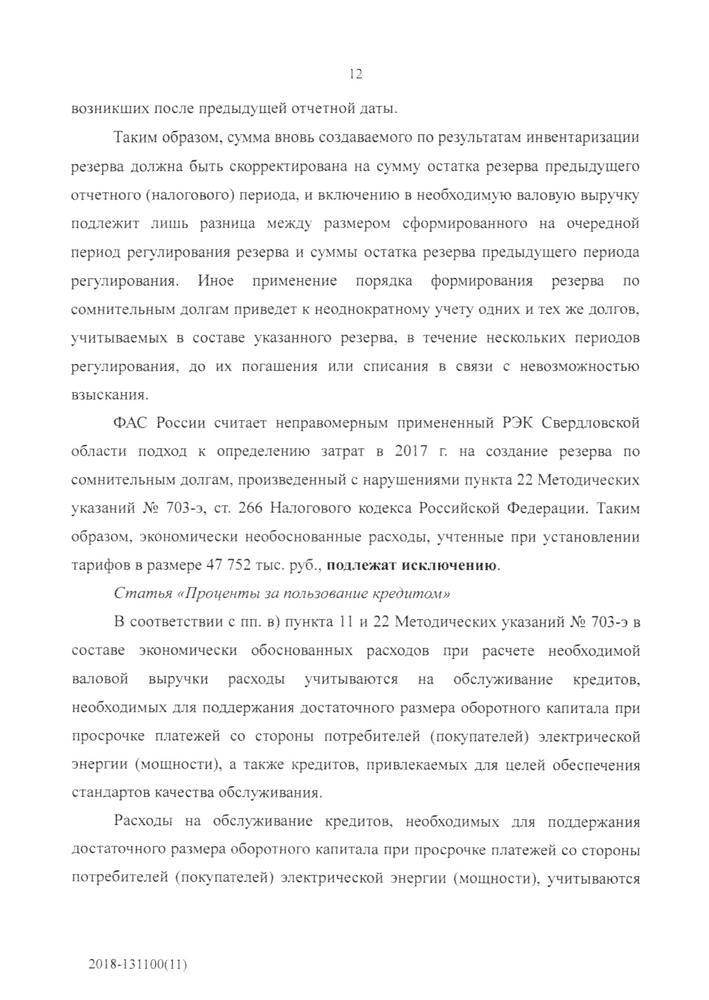 12
возникших после предыдущей отчетной даты.
Таким образом, сумма вновь создаваемого по результатам инвентаризации
резерва должна быть скорректирована на сумму остатка резерва предыдущего
отчетного (налогового) периода, и включению в необходимую валовую выручку
подлежит лишь разница между размером сформированного на очередной
период регулирования резерва и суммы остатка резерва предыдущего периода
регулирования. Иное применение порядка формирования резерва по
сомнительным долгам приведет к неоднократному учету одних и тех же долгов,
учитываемых в составе указанного резерва, в течение нескольких периодов
регулирования, до их погашения или списания в связи с невозможностью
взыскания.
ФАС России считает неправомерным примененный РЭК Свердловской
области подход к определению затрат в 2017 г. на создание резерва по
сомнительным долгам, произведенный с нарушениями пункта 22 Методических
указаний № 703-э, ст. 266 Налогового кодекса Российской Федерации. Таким
образом, экономически необоснованные расходы, учтенные при установлении
тарифов в размере 47 752 тыс. руб., подлежат исключению.
Статья «Проценты за пользование кредитом»
В соответствии с пп. в) пункта 11 и 22 Методических указаний № 703-э в
составе экономически обоснованных расходов при расчете необходимой
валовой выручки расходы учитываются на обслуживание кредитов,
необходимых для поддержания достаточного размера оборотного капитала при
просрочке платежей со стороны потребителей (покупателей) электрической
энергии (мощности), а также кредитов, привлекаемых для целей обеспечения
стандартов качества обслуживания.
Расходы на обслуживание кредитов, необходимых для поддержания
достаточного размера оборотного капитала при просрочке платежей со стороны
потребителей (покупателей) электрической энергии (мощности), учитываются
2018-131100(11)